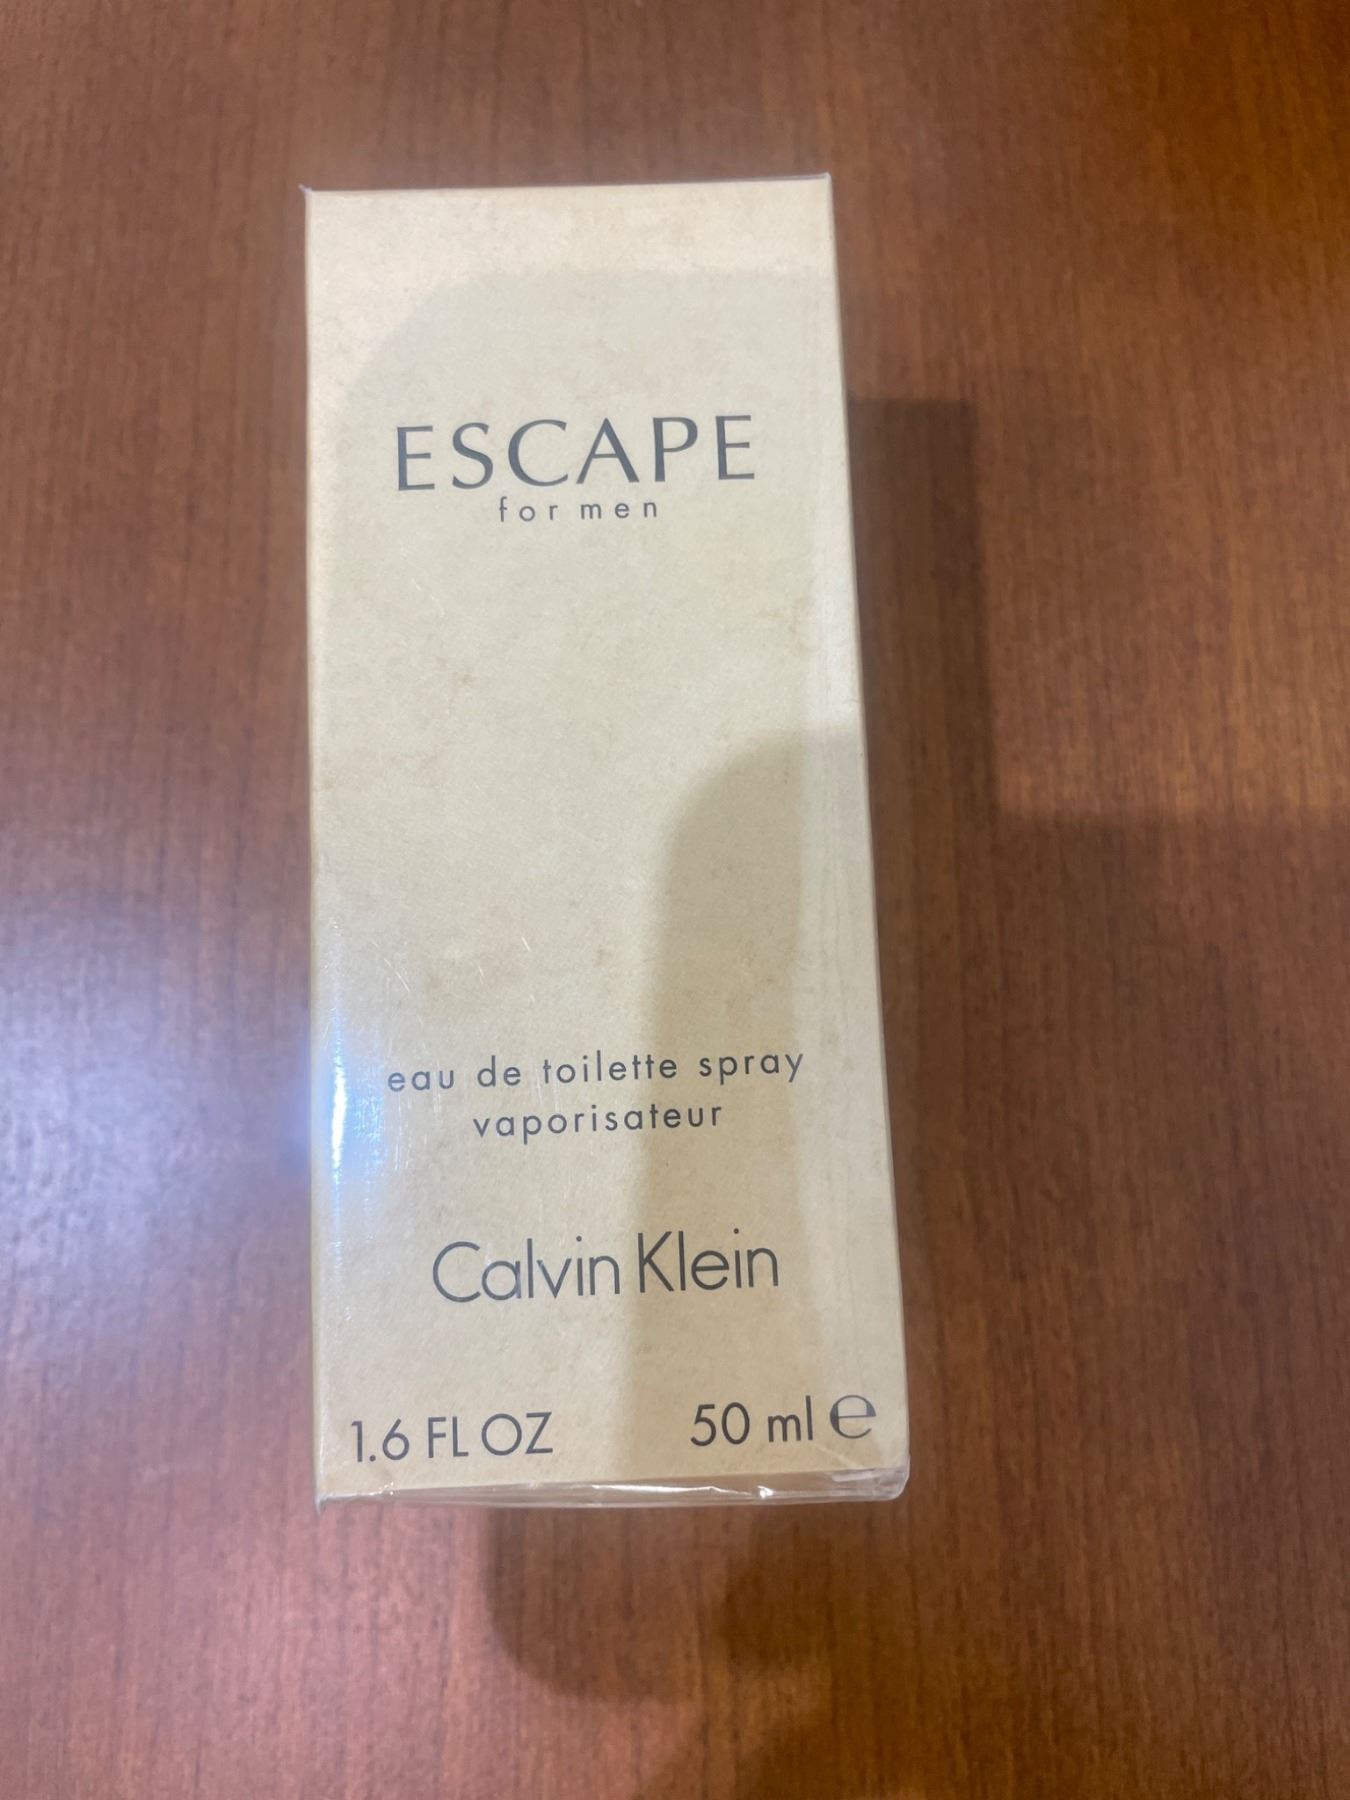 ESCAPE
for men
eau de toilette spray
vaporisateur
Calvin Klein
1.6 FL OZ 50 ml ℮